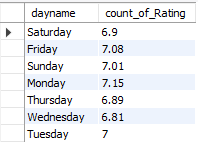 dayname count_of_Rating
Saturday 6.9
Friday 7.08
Sunday 7.01
Monday 7.15
Thursday 6.89
Wednesday 6.81
Tuesday 7